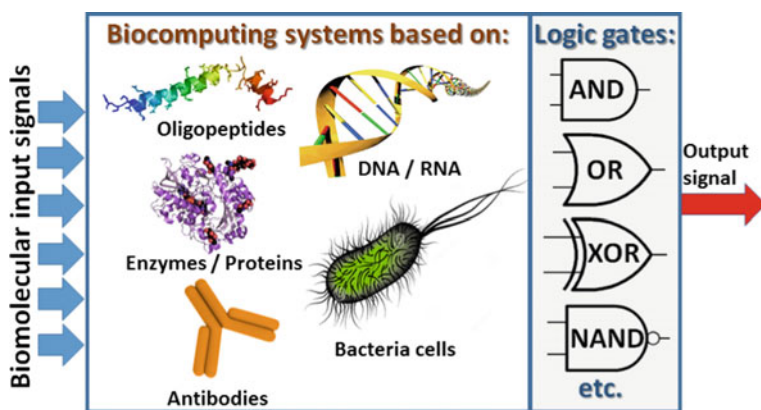 Biomolecular input signals
Biocomputing systems based on:
Oligopeptides
DNA / RNA
Enzymes / Proteins
Bacteria cells
Antibodies
Logic gates:
AND
OR
XOR
NAND
etc.
Output
signal